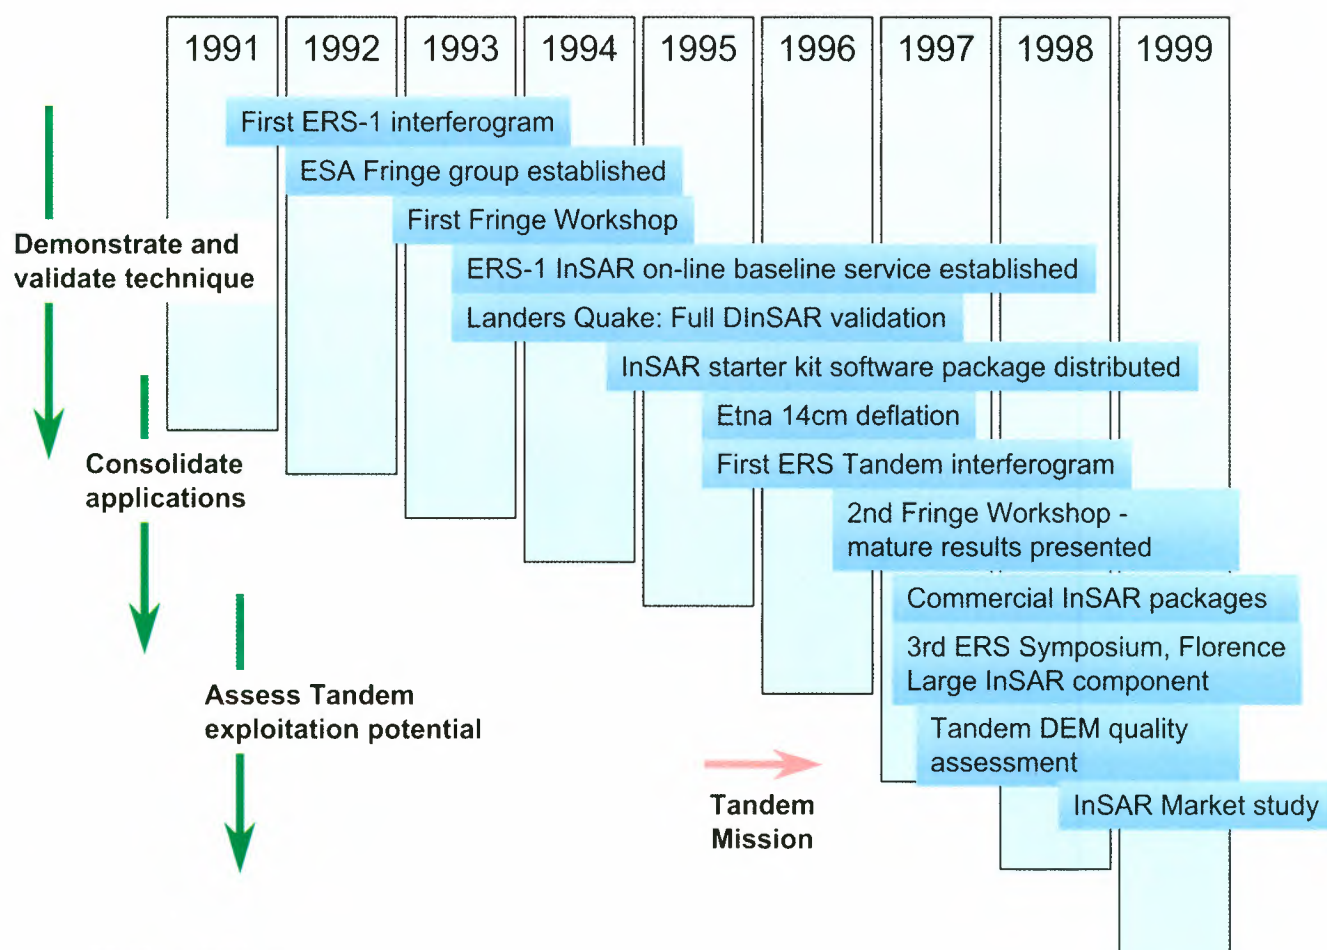 1991 1992 1993 1994 1995 1996 1997 1998 1999
First ERS-1 interferogram
ESA Fringe group established
First Fringe Workshop
Demonstrate and
validate technique
ERS-1 InSAR on-line baseline service established
Landers Quake: Full DInSAR validation
InSAR starter kit software package distributed
Etna 14cm deflation
Consolidate
applications
First ERS Tandem interferogram
2nd Fringe Workshop -
mature results presented
Commercial InSAR packages
3rd ERS Symposium, Florence
Large InSAR component
Assess Tandem
exploitation potential
Tandem DEM quality
assessment
Tandem
Mission
InSAR Market study